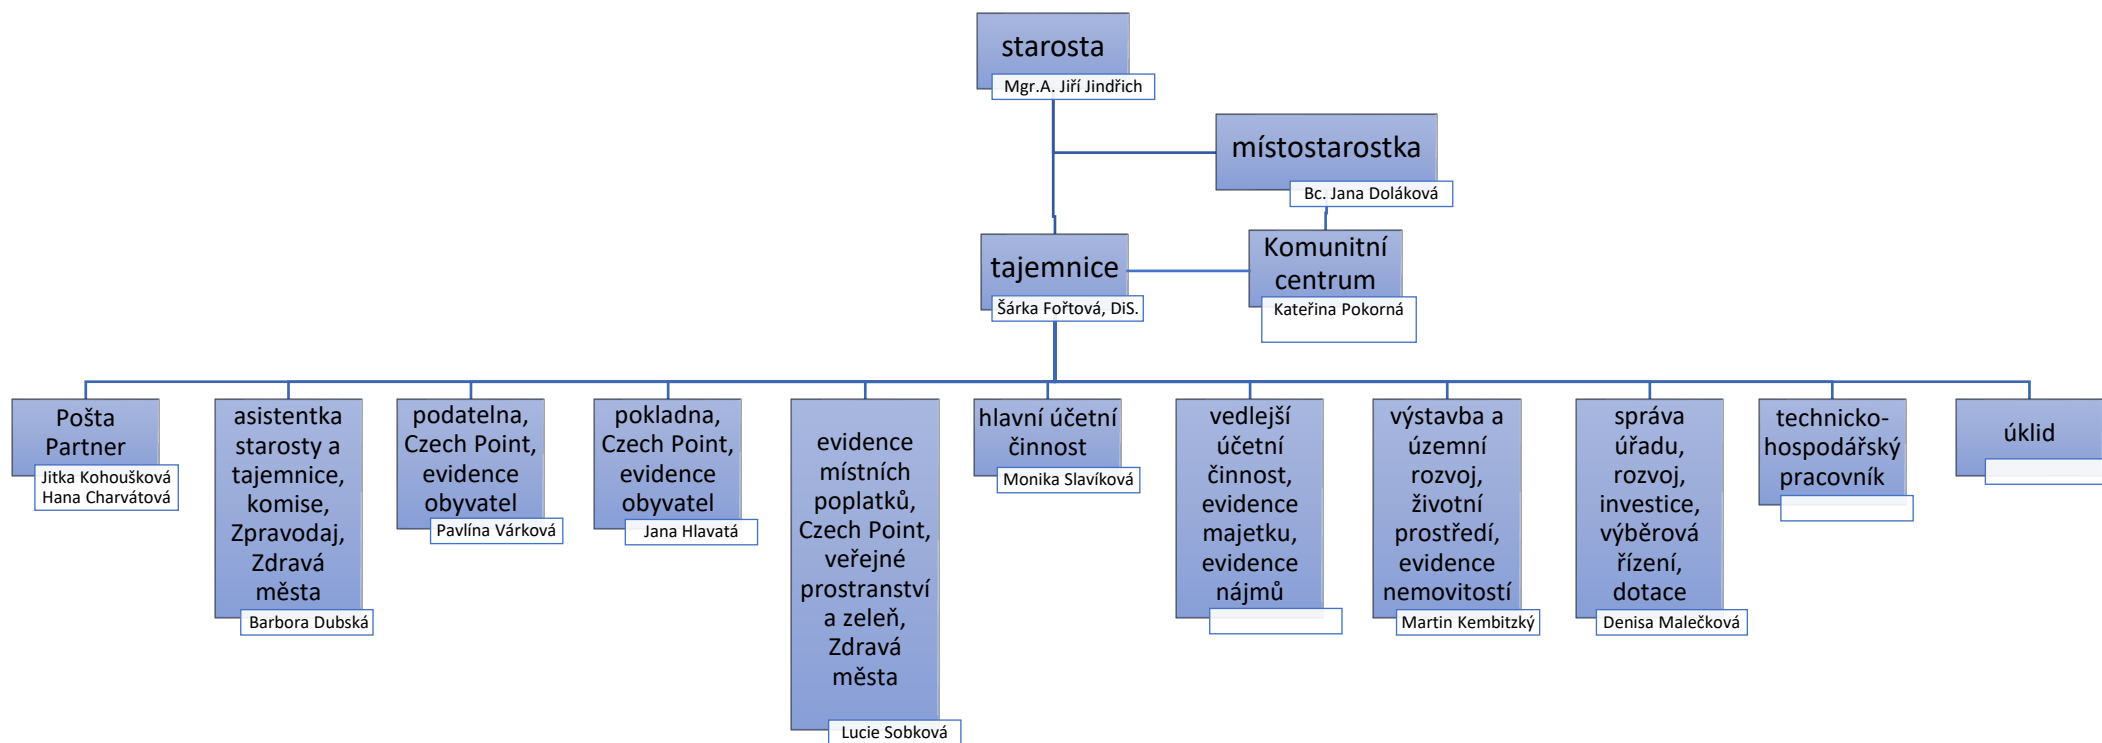 starosta
Mgr.A. Jiří Jindřich
místostarostka
Bc. Jana Doláková
tajemnice
Šárka Fořtová, DiS.
Komunitní
centrum
Kateřina Pokorná
Pošta
Partner
Jitka Kohoušková
Hana Charvátová
asistentka
starosty a
tajemnice,
komise,
Zpravodaj,
Zdravá
města
Barbora Dubská
podatelna,
Czech Point,
evidence
obyvatel
Pavlína Várková
pokladna,
Czech Point,
evidence
obyvatel
Jana Hlavatá
evidence
místních
poplatků,
Czech Point,
veřejné
prostranství
a zeleň,
Zdravá
města
Lucie Sobková
hlavní účetní
činnost
Monika Slavíková
vedlejší
účetní
činnost,
evidence
majetku,
evidence
nájmů
výstavba a
územní
rozvoj,
životní
prostředí,
evidence
nemovitostí
Martin Kembitzký
správa
úřadu,
rozvoj,
investice,
výběrová
řízení,
dotace
Denisa Malečková
technicko-
hospodářský
pracovník
úklid